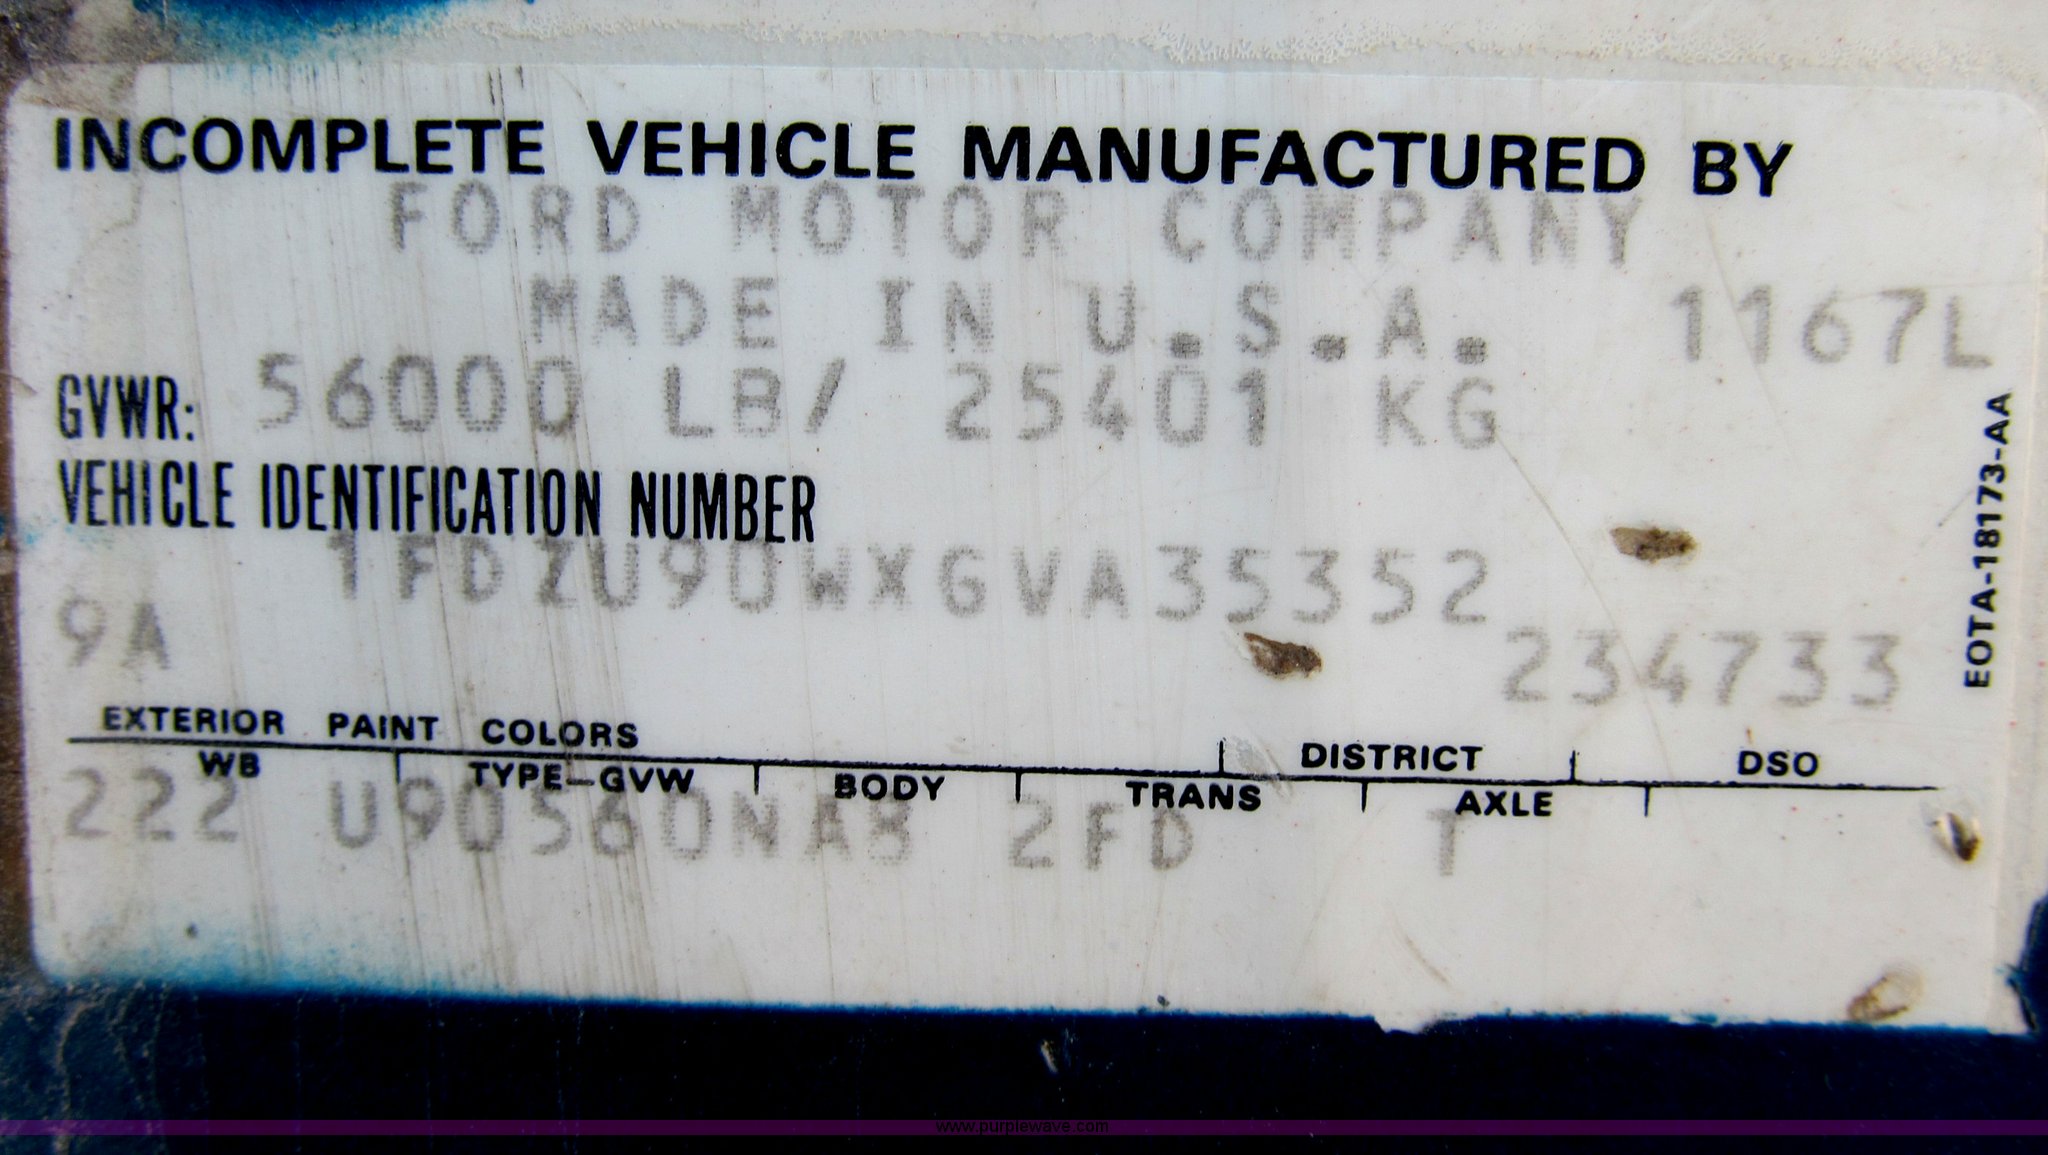 INCOMPLETE VEHICLE MANUFACTURED BY
FORD MOTOR COMPANY
MADE IN U.S.A. 1167L
GVWR: 56000 LB/ 25401 KG
VEHICLE IDENTIFICATION NUMBER
1FDZU90WXGVA35352
9A 234733
EXTERIOR PAINT COLORS DISTRICT DSO
WB TYPE-GVW BODY TRANS AXLE
222 U90560NA8 2FD T
EOTA-18173-AA
www.purplewave.com